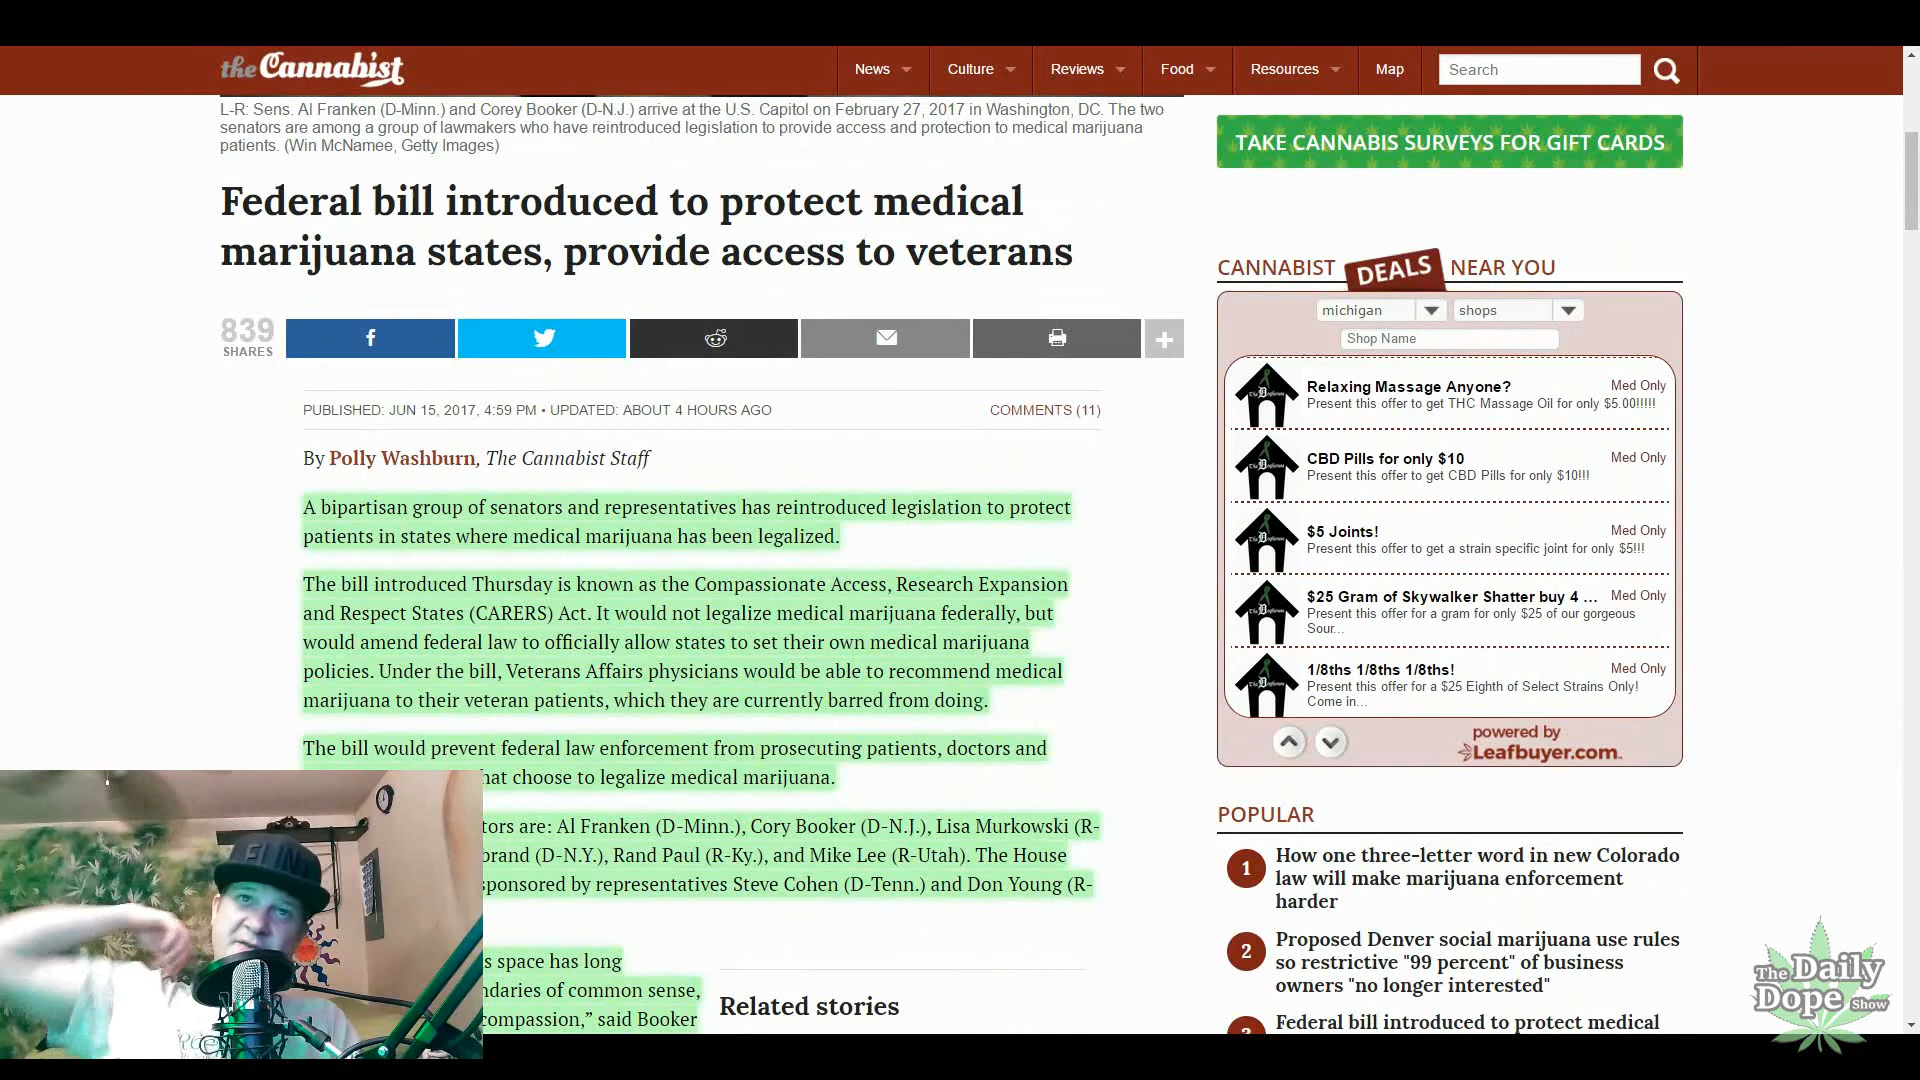 the Cannabist
News
Culture
Reviews
Food
Resources
Map
Search
L-R: Sens. Al Franken (D-Minn.) and Corey Booker (D-N.J.) arrive at the U.S. Capitol on February 27, 2017 in Washington, DC. The two
senators are among a group of lawmakers who have reintroduced legislation to provide access and protection to medical marijuana
patients. (Win McNamee, Getty Images)
Federal bill introduced to protect medical
marijuana states, provide access to veterans
839
SHARES
PUBLISHED: JUN 15, 2017, 4:59 PM • UPDATED: ABOUT 4 HOURS AGO
COMMENTS (11)
By Polly Washburn, The Cannabist Staff
A bipartisan group of senators and representatives has reintroduced legislation to protect
patients in states where medical marijuana has been legalized.
The bill introduced Thursday is known as the Compassionate Access, Research Expansion
and Respect States (CARERS) Act. It would not legalize medical marijuana federally, but
would amend federal law to officially allow states to set their own medical marijuana
policies. Under the bill, Veterans Affairs physicians would be able to recommend medical
marijuana to their veteran patients, which they are currently barred from doing.
The bill would prevent federal law enforcement from prosecuting patients, doctors and
hat choose to legalize medical marijuana.
tors are: Al Franken (D-Minn.), Cory Booker (D-N.J.), Lisa Murkowski (R-
brand (D-N.Y.), Rand Paul (R-Ky.), and Mike Lee (R-Utah). The House
sponsored by representatives Steve Cohen (D-Tenn.) and Don Young (R-
s space has long
ndaries of common sense,
compassion,” said Booker
Related stories
TAKE CANNABIS SURVEYS FOR GIFT CARDS
CANNABIST DEALS NEAR YOU
michigan
shops
Shop Name
Relaxing Massage Anyone?
Med Only
Present this offer to get THC Massage Oil for only $5.00!!!!!
CBD Pills for only $10
Med Only
Present this offer to get CBD Pills for only $10!!!
$5 Joints!
Med Only
Present this offer to get a strain specific joint for only $5!!!
$25 Gram of Skywalker Shatter buy 4 ...
Med Only
Present this offer for a gram for only $25 of our gorgeous
Sour...
1/8ths 1/8ths 1/8ths!
Med Only
Present this offer for a $25 Eighth of Select Strains Only!
Come in...
powered by
Leafbuyer.com
POPULAR
1
How one three-letter word in new Colorado
law will make marijuana enforcement
harder
2
Proposed Denver social marijuana use rules
so restrictive "99 percent" of business
owners "no longer interested"
Federal bill introduced to protect medical
The Daily
Dope Show